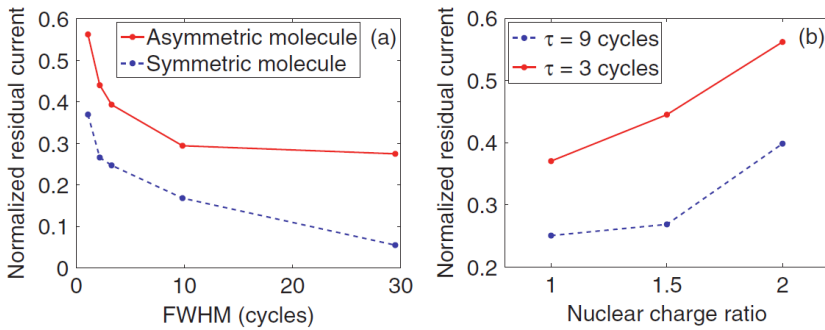 Normalized residual current
0.6
0.5
0.4
0.3
0.2
0.1
0
Asymmetric molecule
Symmetric molecule
(a)
0
10
20
30
FWHM (cycles)
Normalized residual current
0.6
0.5
0.4
0.3
0.2
τ = 9 cycles
τ = 3 cycles
(b)
1
1.5
2
Nuclear charge ratio